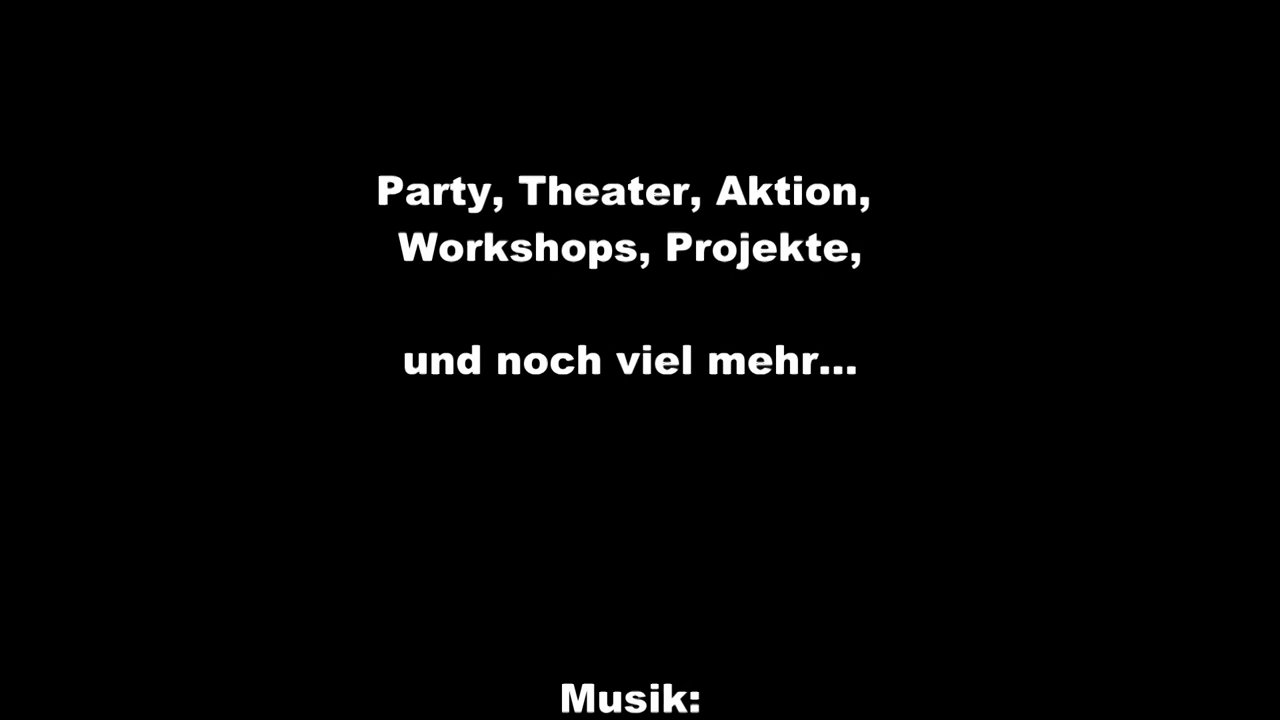 Party, Theater, Aktion,
Workshops, Projekte,
und noch viel mehr...
Musik: